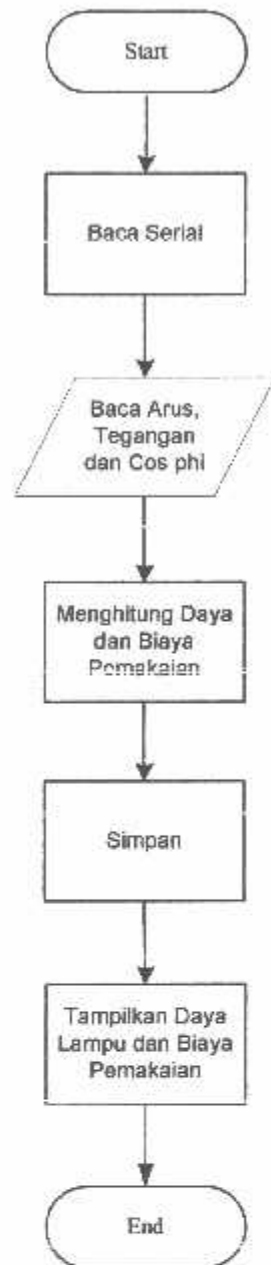 Start
Baca Serial
Baca Arus,
Tegangan
dan Cos phi
Menghitung Daya
dan Biaya
Pemakaian
Simpan
Tampilkan Daya
Lampu dan Biaya
Pemakaian
End